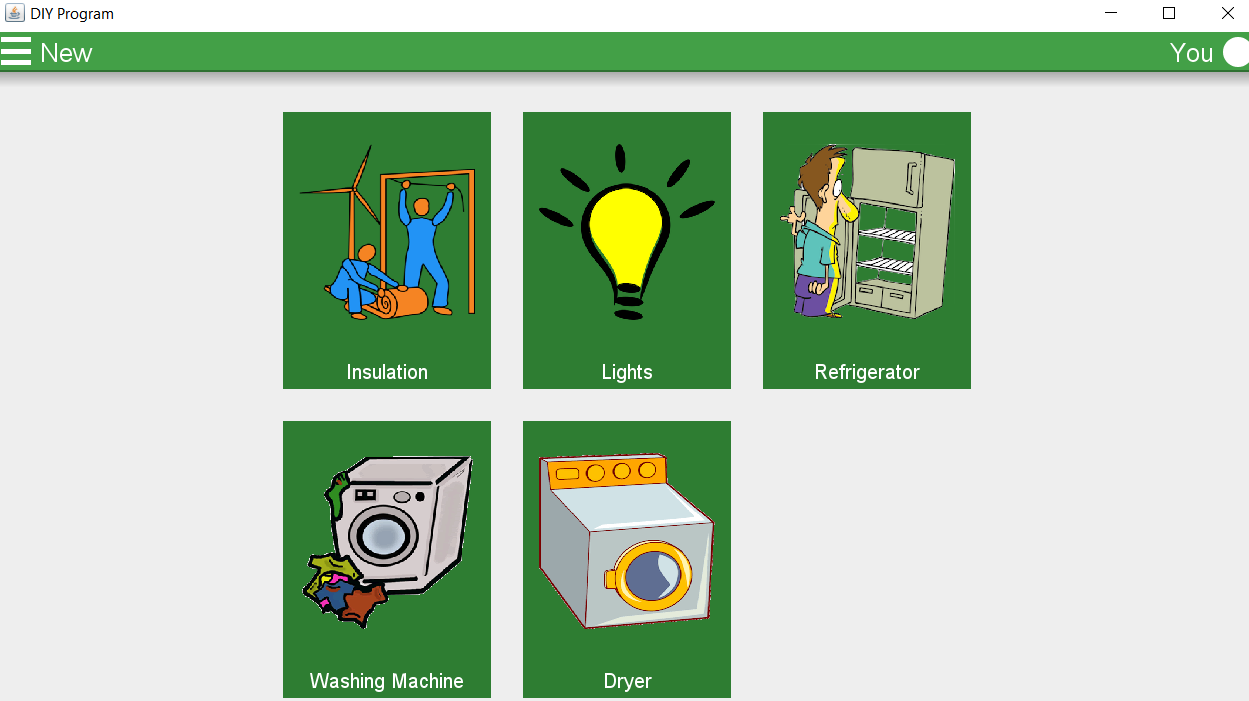 DIY Program
New
You
Insulation
Lights
Refrigerator
Washing Machine
Dryer